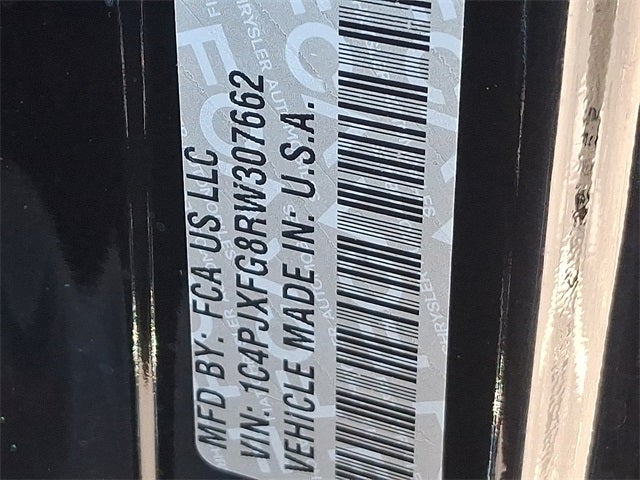 MFD BY: FCA US LLC
VIN: 1C4PJXFG8RW307662
VEHICLE MADE IN: U.S.A.